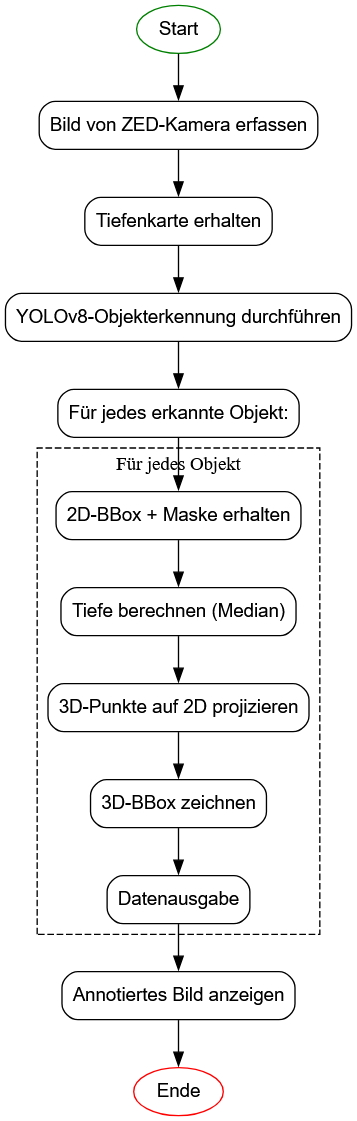 Start
Bild von ZED-Kamera erfassen
Tiefenkarte erhalten
YOLOv8-Objekterkennung durchführen
Für jedes erkannte Objekt:
Für jedes Objekt
2D-BBox + Maske erhalten
Tiefe berechnen (Median)
3D-Punkte auf 2D projizieren
3D-BBox zeichnen
Datenausgabe
Annotiertes Bild anzeigen
Ende